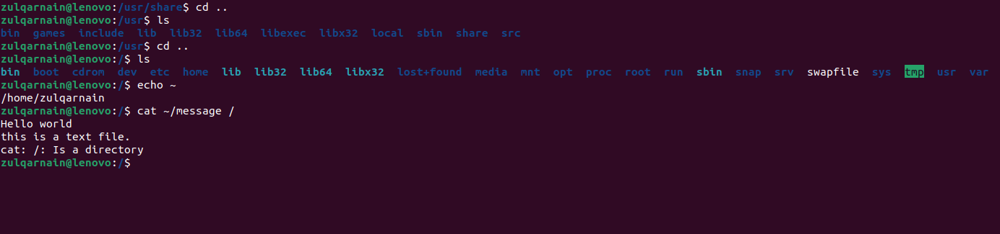 zulqarnain@lenovo:/usr/share$ cd ..
zulqarnain@lenovo:/usr$ ls
bin  games  include  lib  lib32  lib64  libexec  libx32  local  sbin  share  src
zulqarnain@lenovo:/usr$ cd ..
zulqarnain@lenovo:/$ ls
bin  boot  cdrom  dev  etc  home  lib  lib32  lib64  libx32  lost+found  media  mnt  opt  proc  root  run  sbin  snap  srv  swapfile  sys  tmp  usr  var
zulqarnain@lenovo:/$ echo ~
/home/zulqarnain
zulqarnain@lenovo:/$ cat ~/message /
Hello world
this is a text file.
cat: /: Is a directory
zulqarnain@lenovo:/$